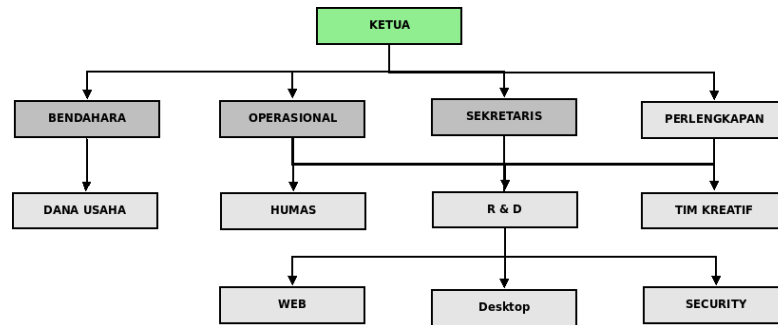 KETUA
BENDAHARA
OPERASIONAL
SEKRETARIS
PERLENGKAPAN
DANA USAHA
HUMAS
R & D
TIM KREATIF
WEB
Desktop
SECURITY